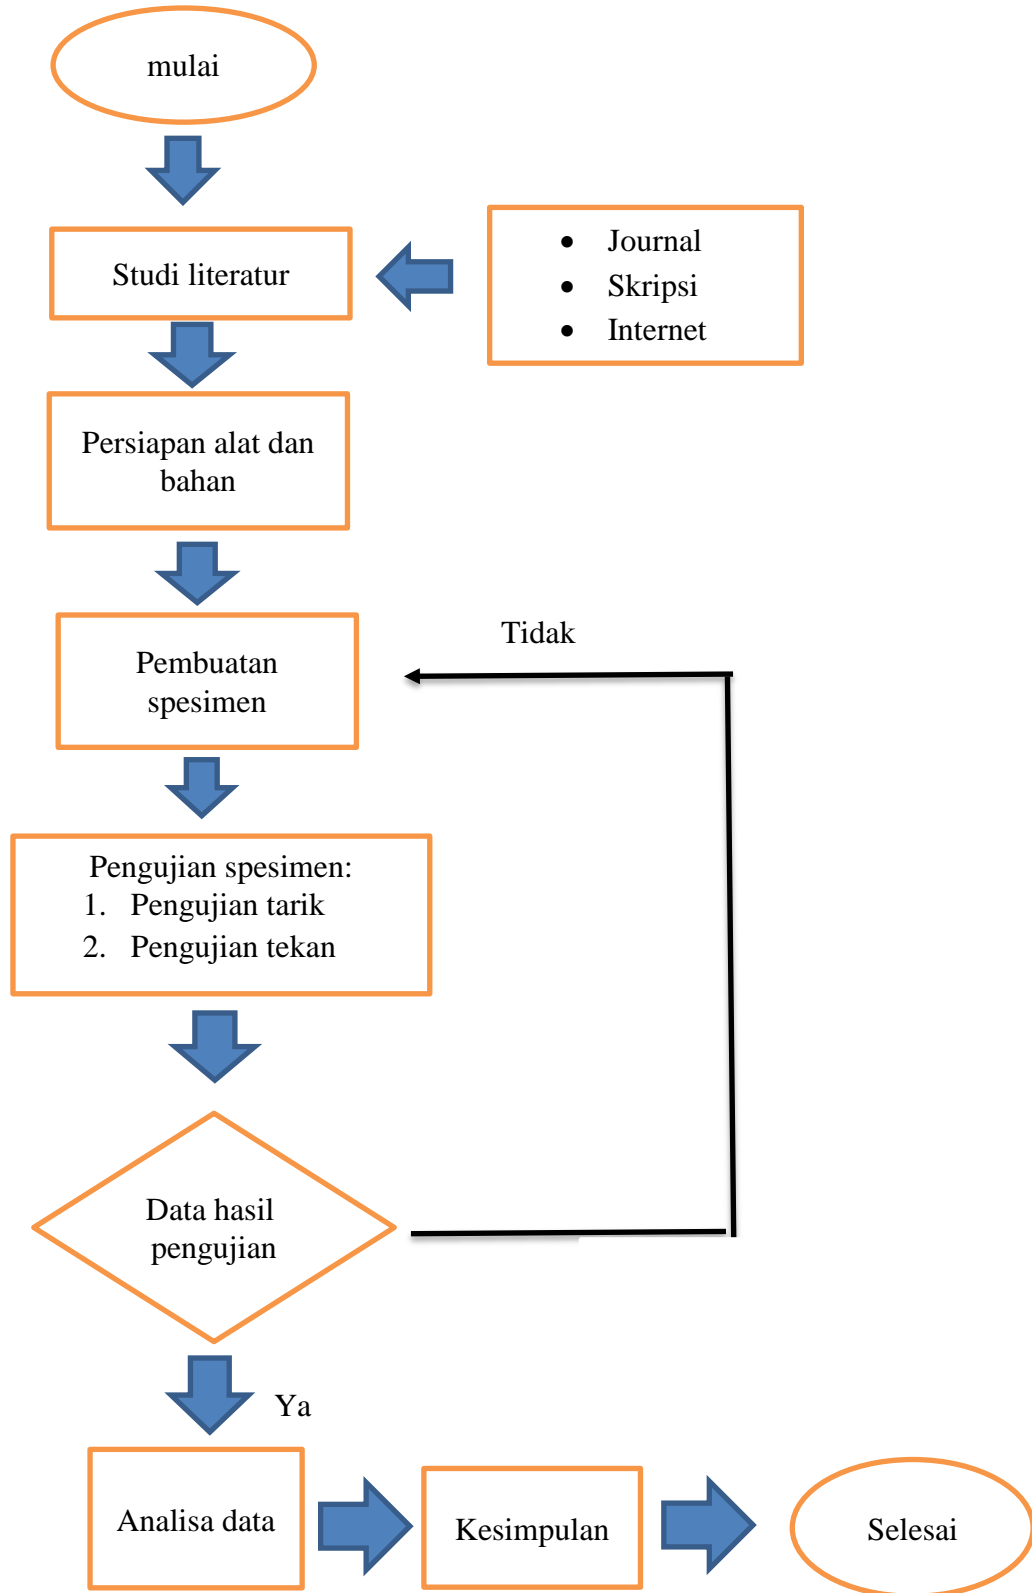 mulai
Studi literatur
• Journal
• Skripsi
• Internet
Persiapan alat dan
bahan
Pembuatan
spesimen
Tidak
Pengujian spesimen:
1. Pengujian tarik
2. Pengujian tekan
Data hasil
pengujian
Ya
Analisa data
Kesimpulan
Selesai